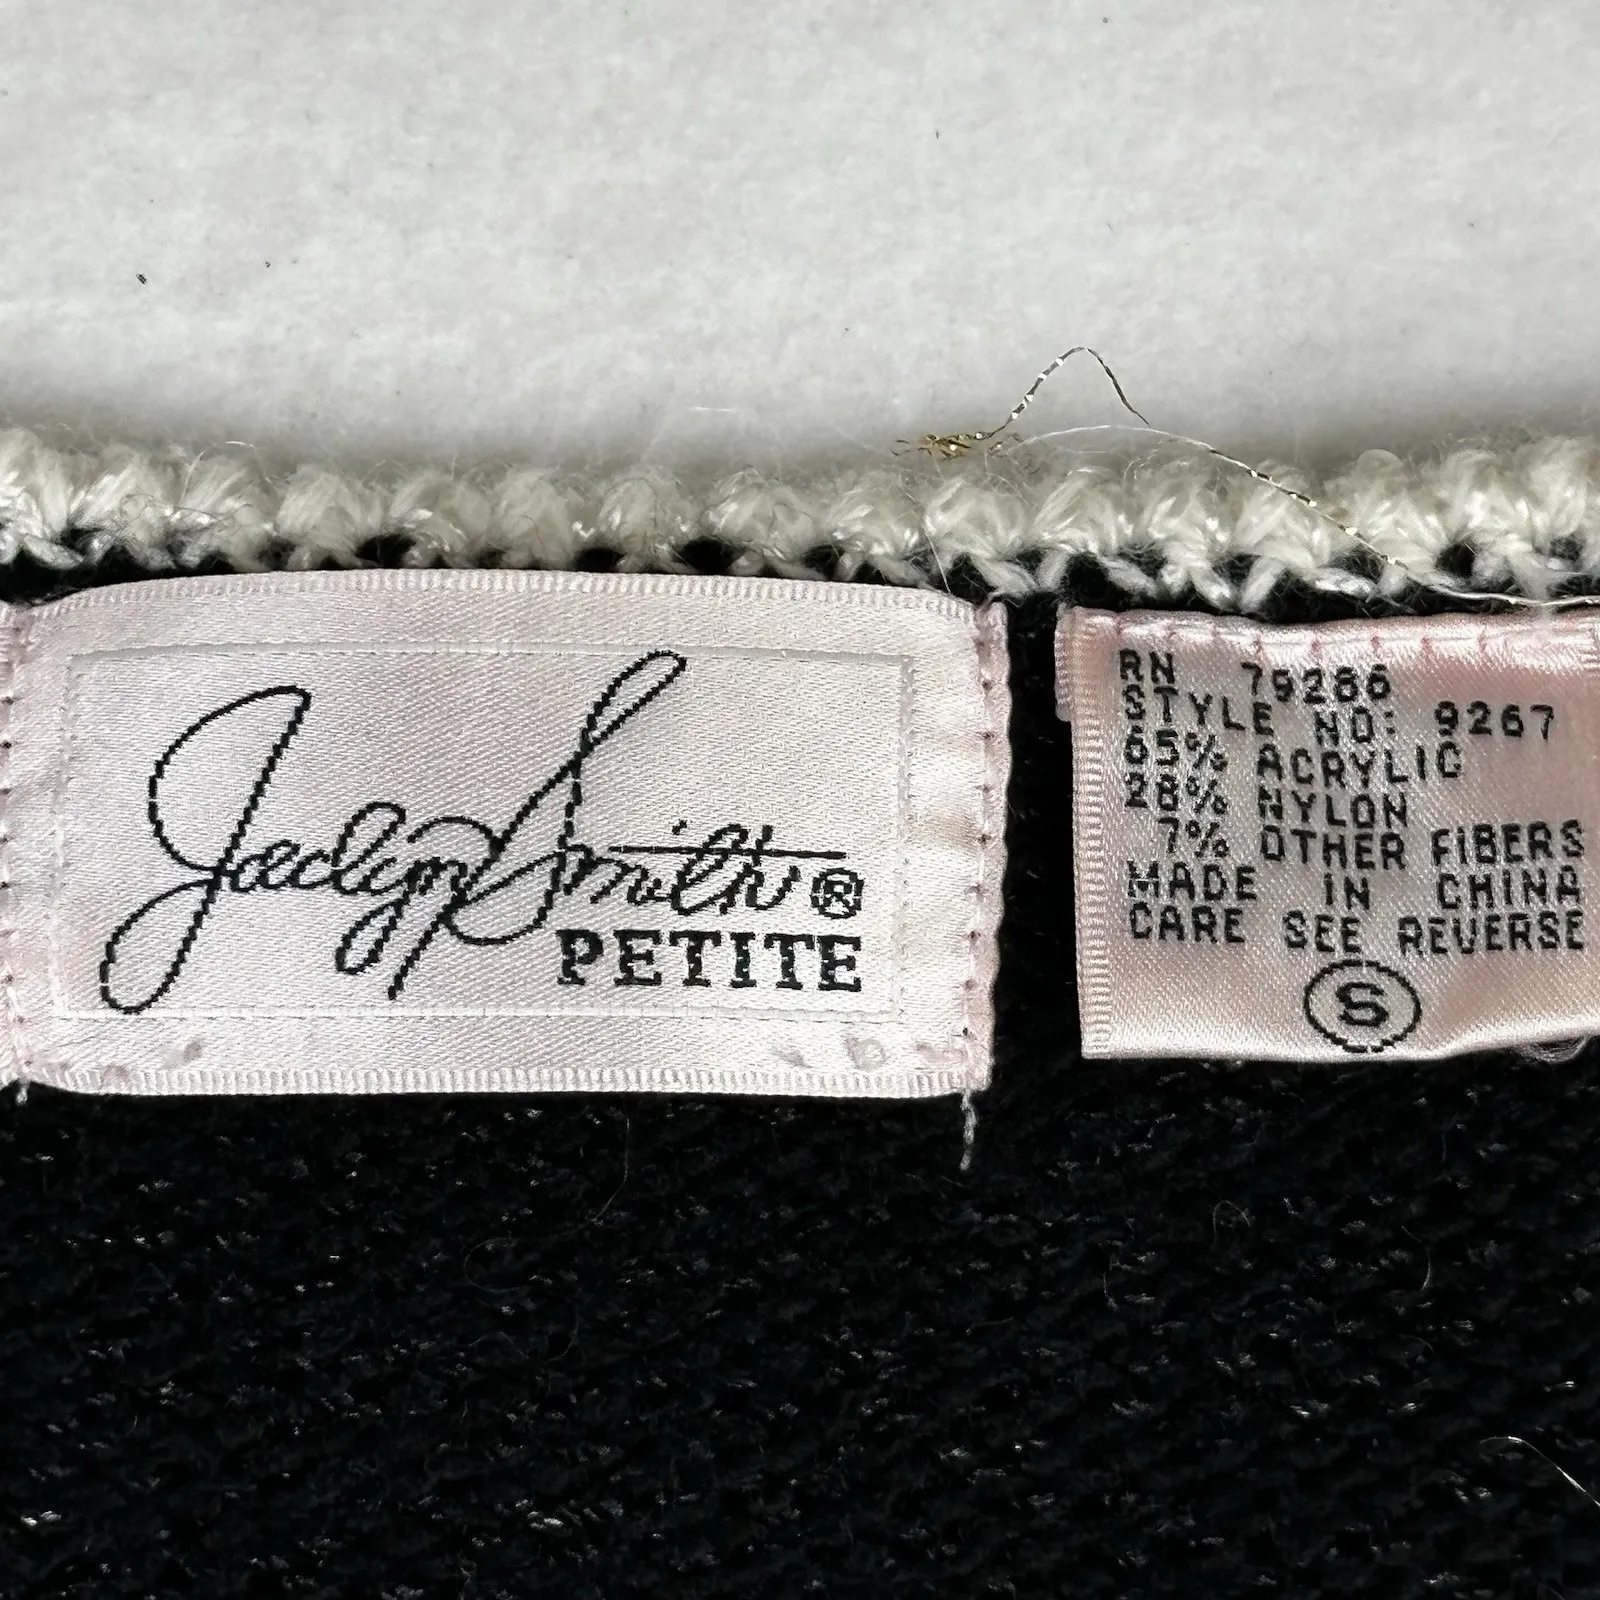 Jaclyn Smith®
PETITE
RN 79286
STYLE NO: 9267
65% ACRYLIC
28% NYLON
7% OTHER FIBERS
MADE IN CHINA
CARE SEE REVERSE
S